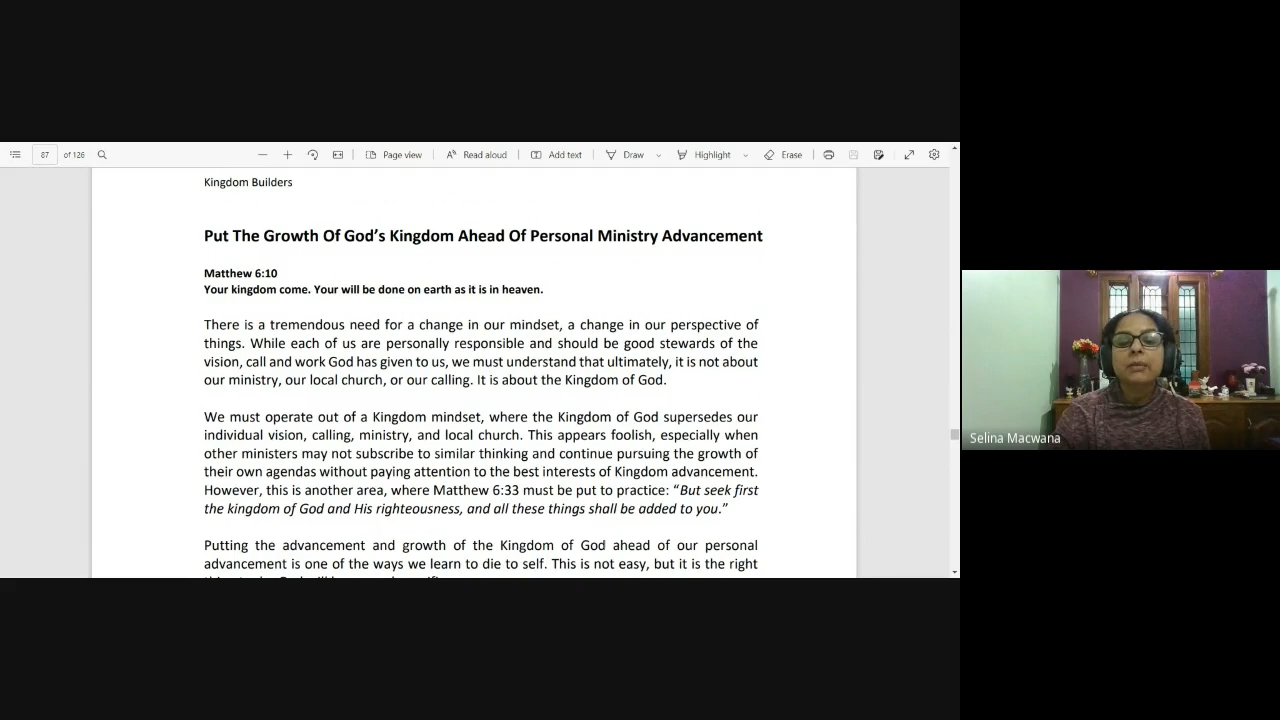 87 of 126
Page view
Read aloud
Add text
Draw
Highlight
Erase
Kingdom Builders
Put The Growth Of God's Kingdom Ahead Of Personal Ministry Advancement
Matthew 6:10
Your kingdom come. Your will be done on earth as it is in heaven.
There is a tremendous need for a change in our mindset, a change in our perspective of
things. While each of us are personally responsible and should be good stewards of the
vision, call and work God has given to us, we must understand that ultimately, it is not about
our ministry, our local church, or our calling. It is about the Kingdom of God.
We must operate out of a Kingdom mindset, where the Kingdom of God supersedes our
individual vision, calling, ministry, and local church. This appears foolish, especially when
other ministers may not subscribe to similar thinking and continue pursuing the growth of
their own agendas without paying attention to the best interests of Kingdom advancement.
However, this is another area, where Matthew 6:33 must be put to practice: “But seek first
the kingdom of God and His righteousness, and all these things shall be added to you.”
Putting the advancement and growth of the Kingdom of God ahead of our personal
advancement is one of the ways we learn to die to self. This is not easy, but it is the right
Selina Macwana